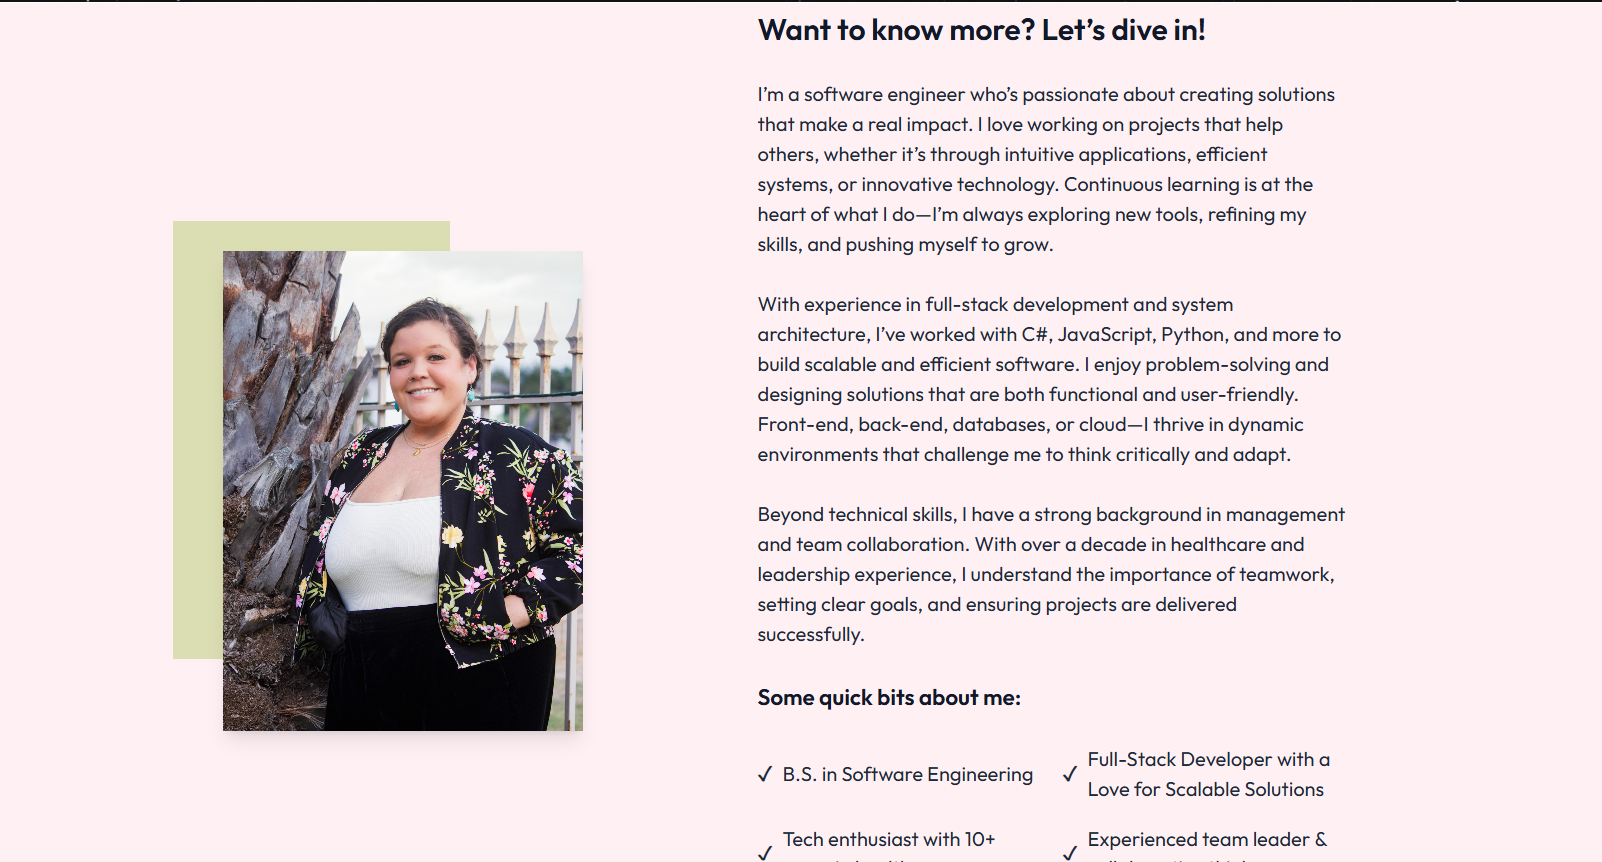 Want to know more? Let’s dive in!
I’m a software engineer who’s passionate about creating solutions
that make a real impact. I love working on projects that help
others, whether it’s through intuitive applications, efficient
systems, or innovative technology. Continuous learning is at the
heart of what I do—I’m always exploring new tools, refining my
skills, and pushing myself to grow.
With experience in full-stack development and system
architecture, I’ve worked with C#, JavaScript, Python, and more to
build scalable and efficient software. I enjoy problem-solving and
designing solutions that are both functional and user-friendly.
Front-end, back-end, databases, or cloud—I thrive in dynamic
environments that challenge me to think critically and adapt.
Beyond technical skills, I have a strong background in management
and team collaboration. With over a decade in healthcare and
leadership experience, I understand the importance of teamwork,
setting clear goals, and ensuring projects are delivered
successfully.
Some quick bits about me:
✓ B.S. in Software Engineering
✓ Full-Stack Developer with a
Love for Scalable Solutions
✓ Tech enthusiast with 10+
✓ Experienced team leader &